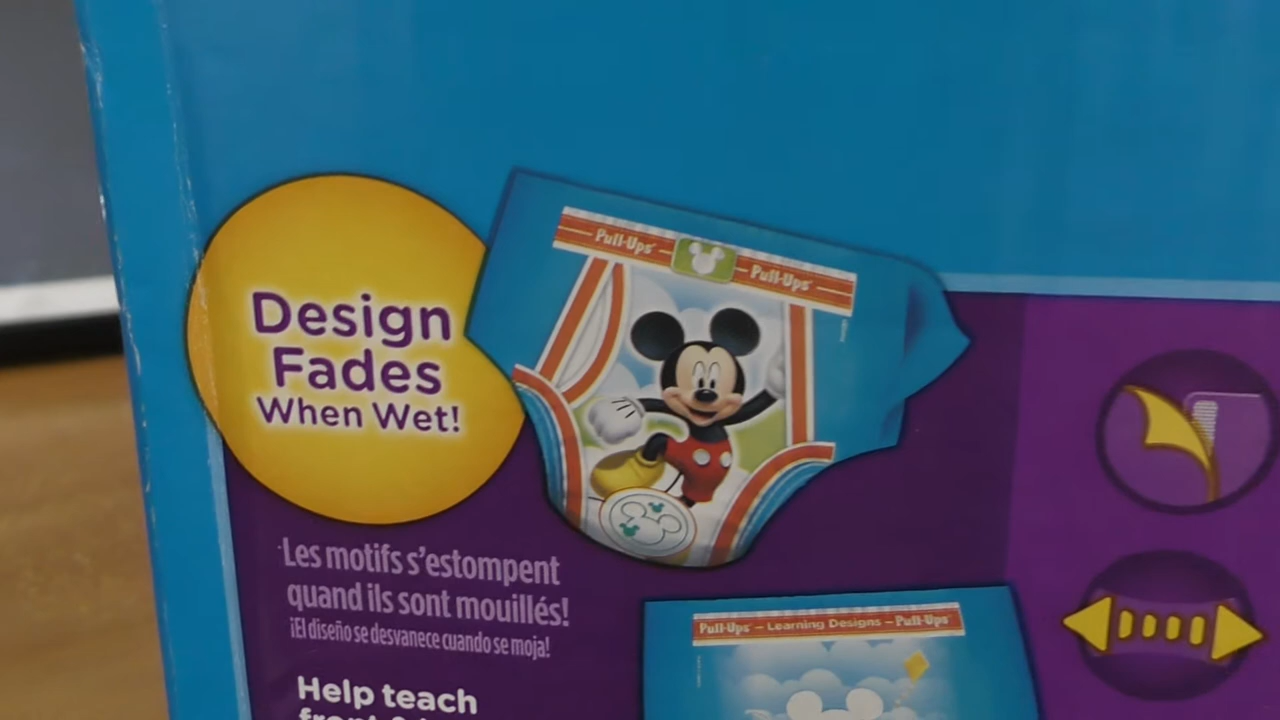 Pull-Ups Pull-Ups
Design
Fades
When Wet!
Les motifs s'estompent
quand ils sont mouillés!
¡El diseño se desvanece cuando se moja!
Pull-Ups – Learning Designs – Pull-Ups
Help teach